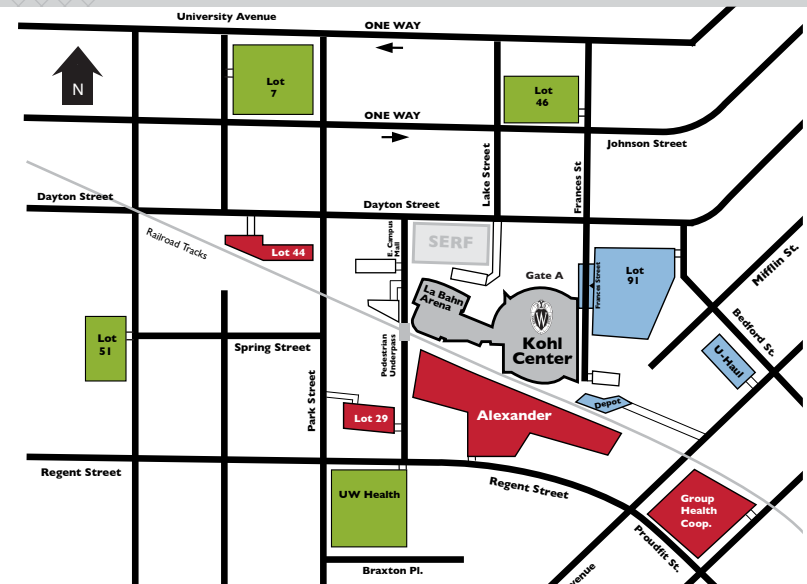 University Avenue
ONE WAY
N
Lot
7
Lot
46
ONE WAY
Johnson Street
Lake Street
Frances St
Dayton Street
Dayton Street
Railroad Tracks
Lot 44
E. Campus
Mall
SERF
Gate A
Frances Street
Lot
91
Mifflin St.
La Bahn
Arena
W
Kohl
Center
Bedford St.
Lot
51
Spring Street
Pedestrian
Underpass
U-Haul
Park Street
Lot 29
Alexander
Depot
Regent Street
UW Health
Regent Street
Group
Health
Coop.
Proudfit St.
Braxton Pl.
venue